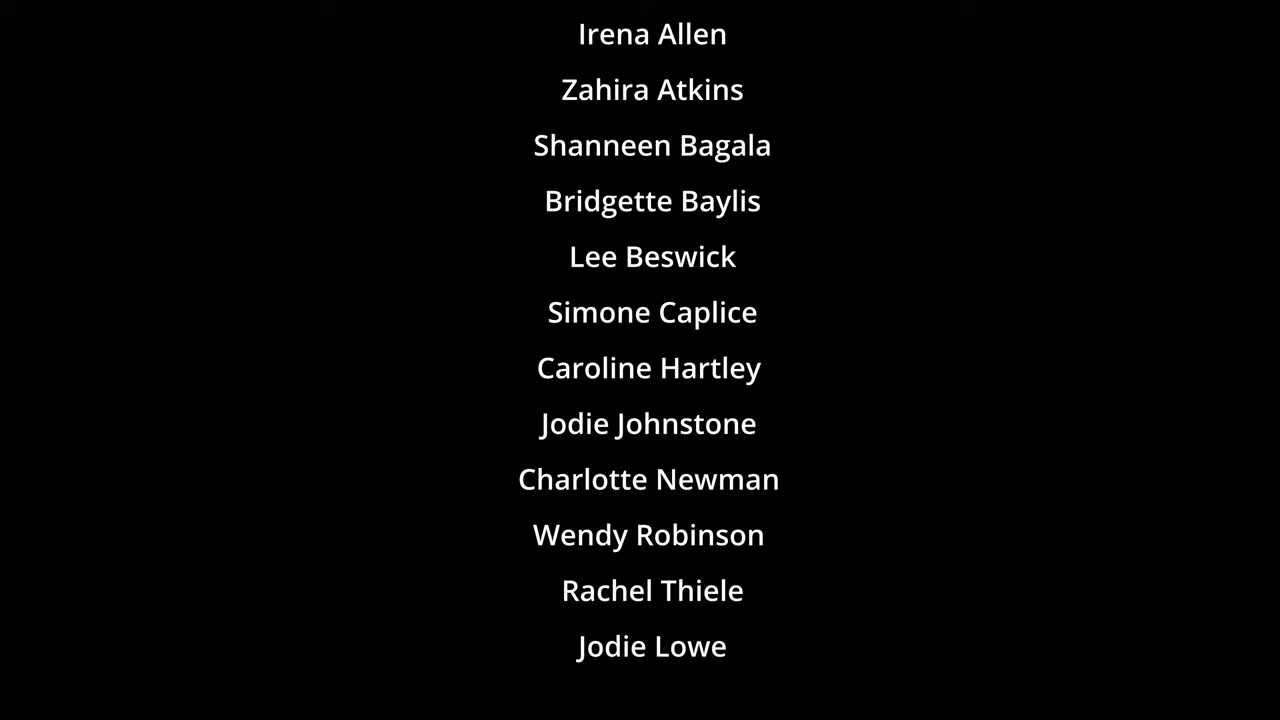 Irena Allen
Zahira Atkins
Shanneen Bagala
Bridgette Baylis
Lee Beswick
Simone Caplice
Caroline Hartley
Jodie Johnstone
Charlotte Newman
Wendy Robinson
Rachel Thiele
Jodie Lowe